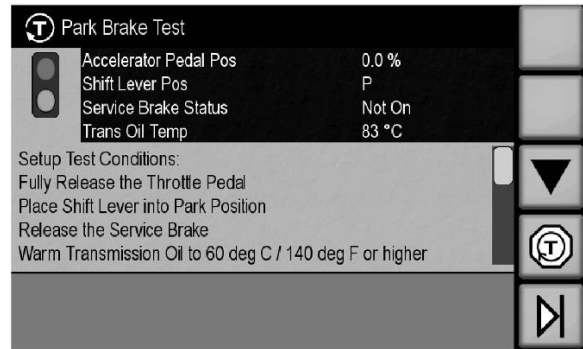 T Park Brake Test
Accelerator Pedal Pos 0.0 %
Shift Lever Pos P
Service Brake Status Not On
Trans Oil Temp 83 °C
Setup Test Conditions:
Fully Release the Throttle Pedal
Place Shift Lever into Park Position
Release the Service Brake
Warm Transmission Oil to 60 deg C / 140 deg F or higher
T